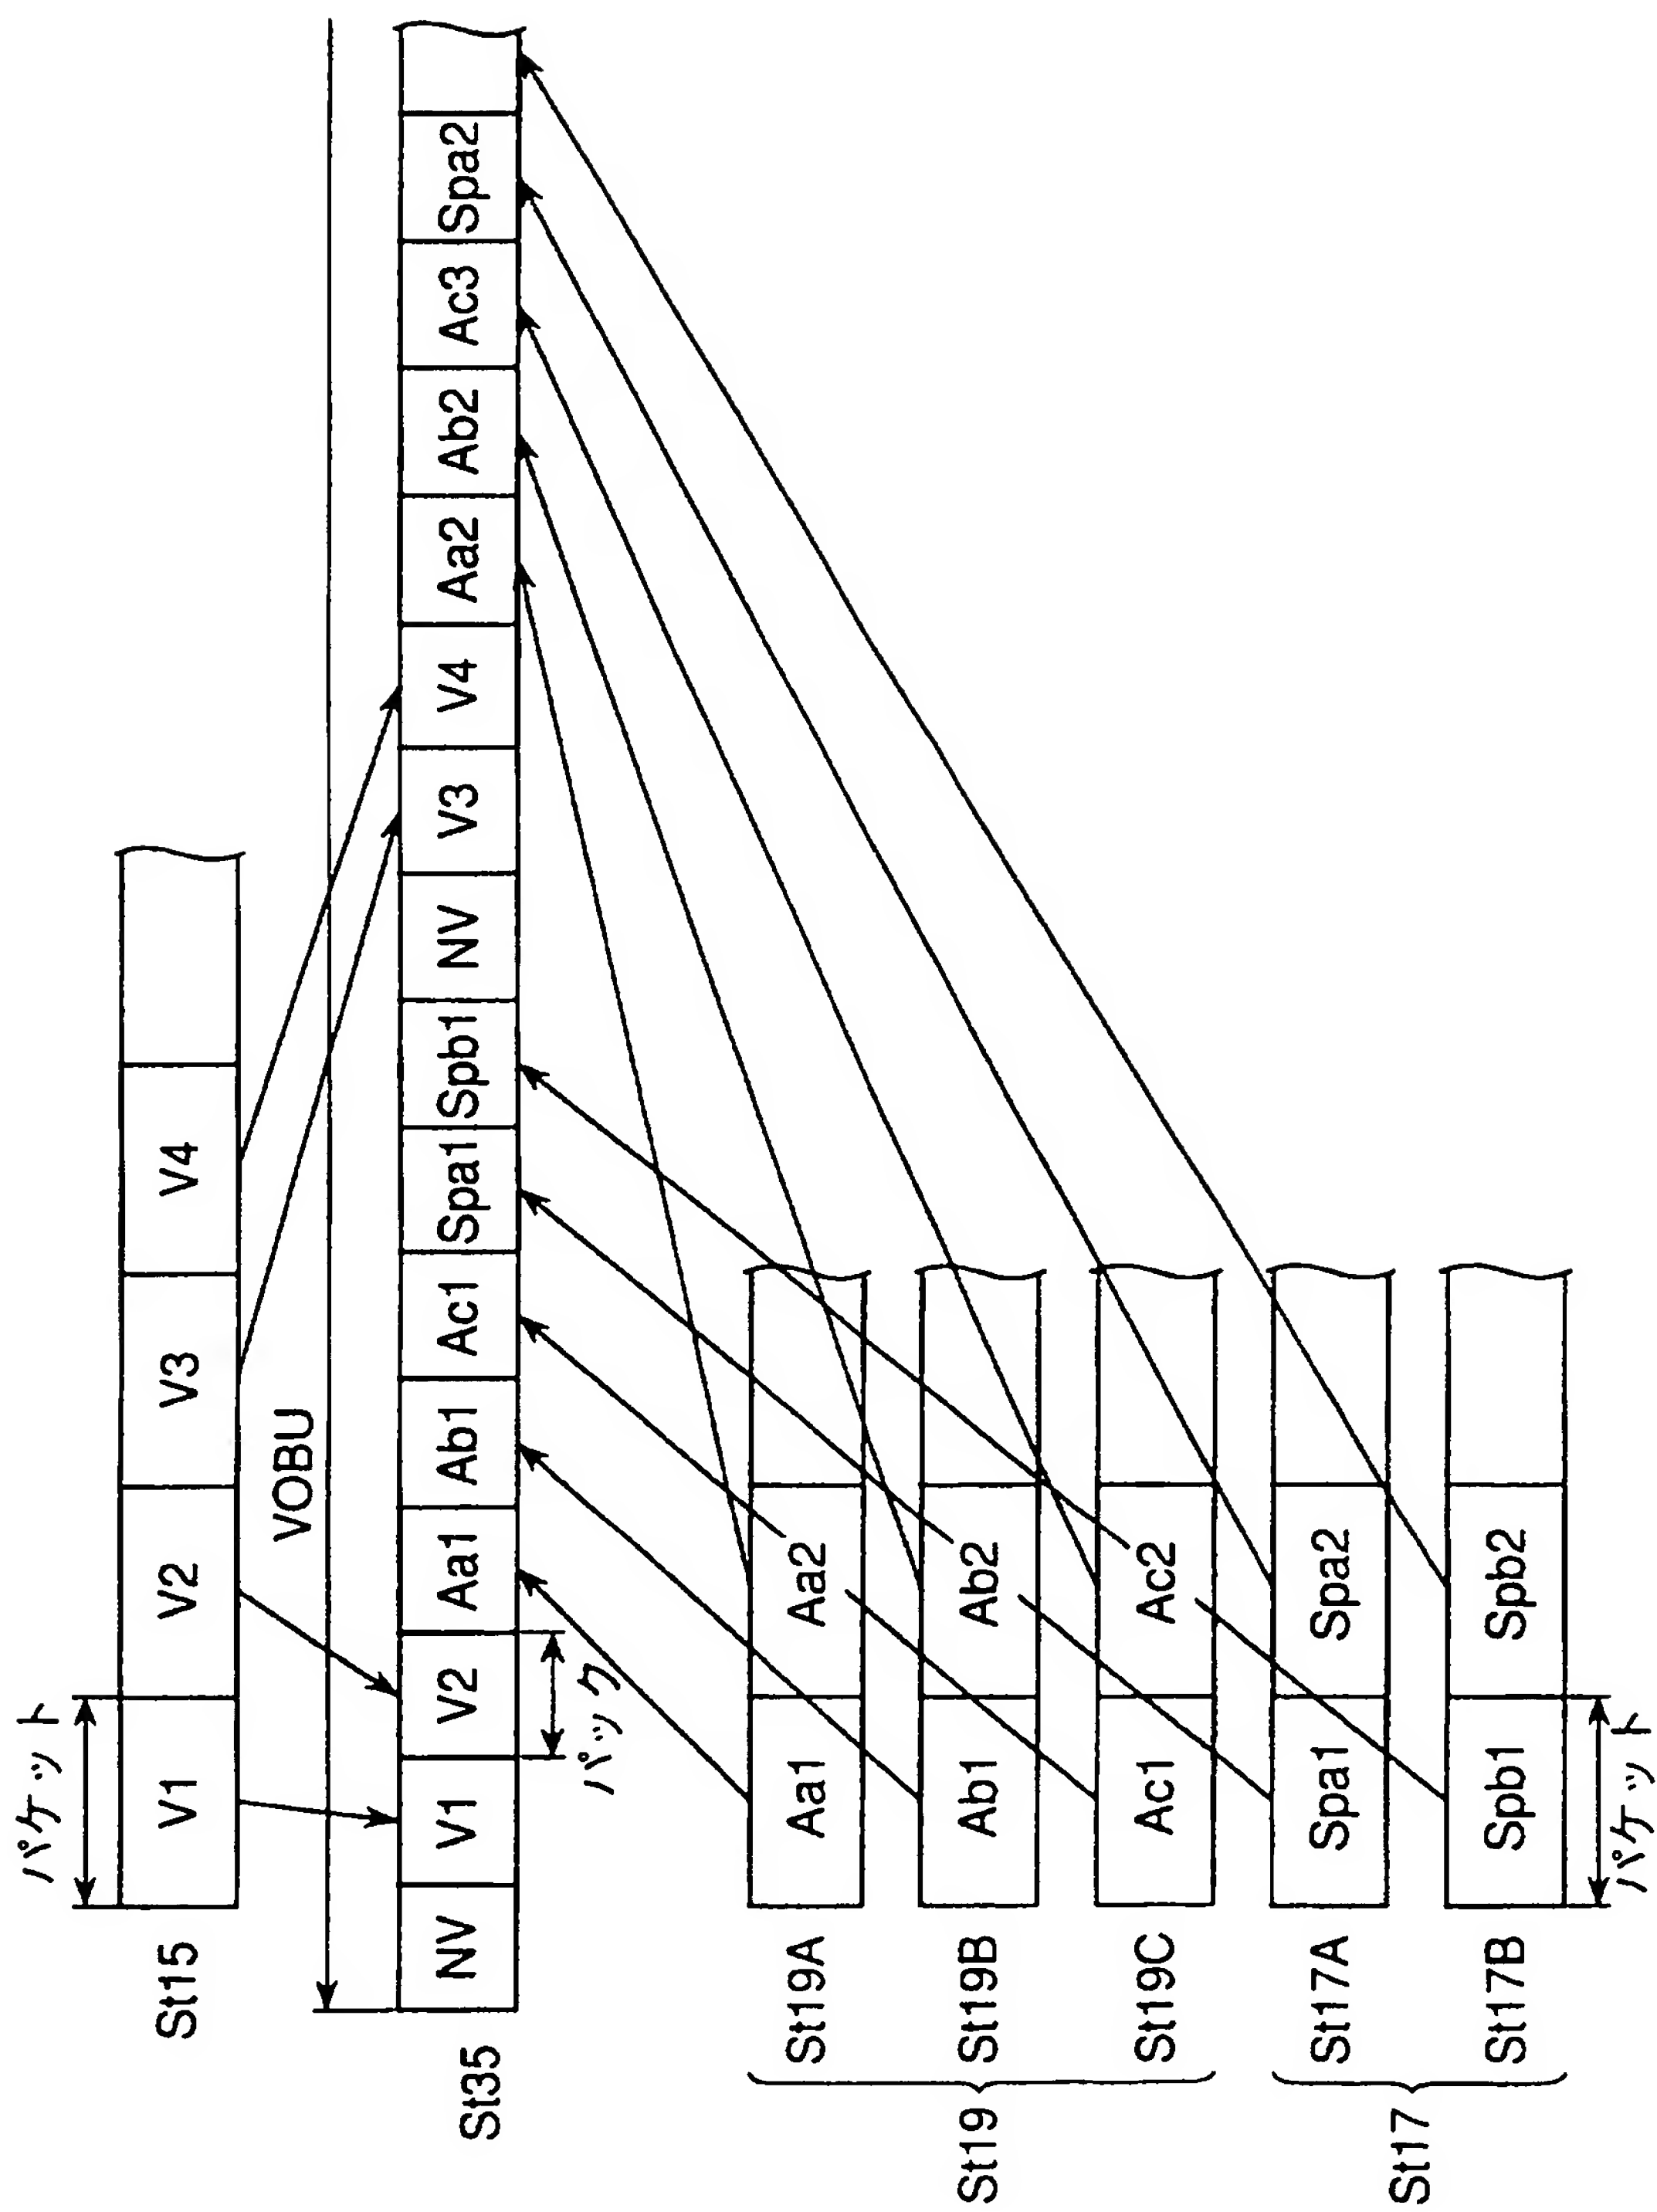 パケット
St15
V1
V2
V3
V4
VOBU
St35
NV
V1
V2
Aa1
Ab1
Ac1
Spa1
Spb1
NV
V3
V4
Aa2
Ab2
Ac3
Spa2
パック
St19
St19A
Aa1
Aa2
St19B
Ab1
Ab2
St19C
Ac1
Ac2
St17
St17A
Spa1
Spa2
St17B
Spb1
Spb2
パケット